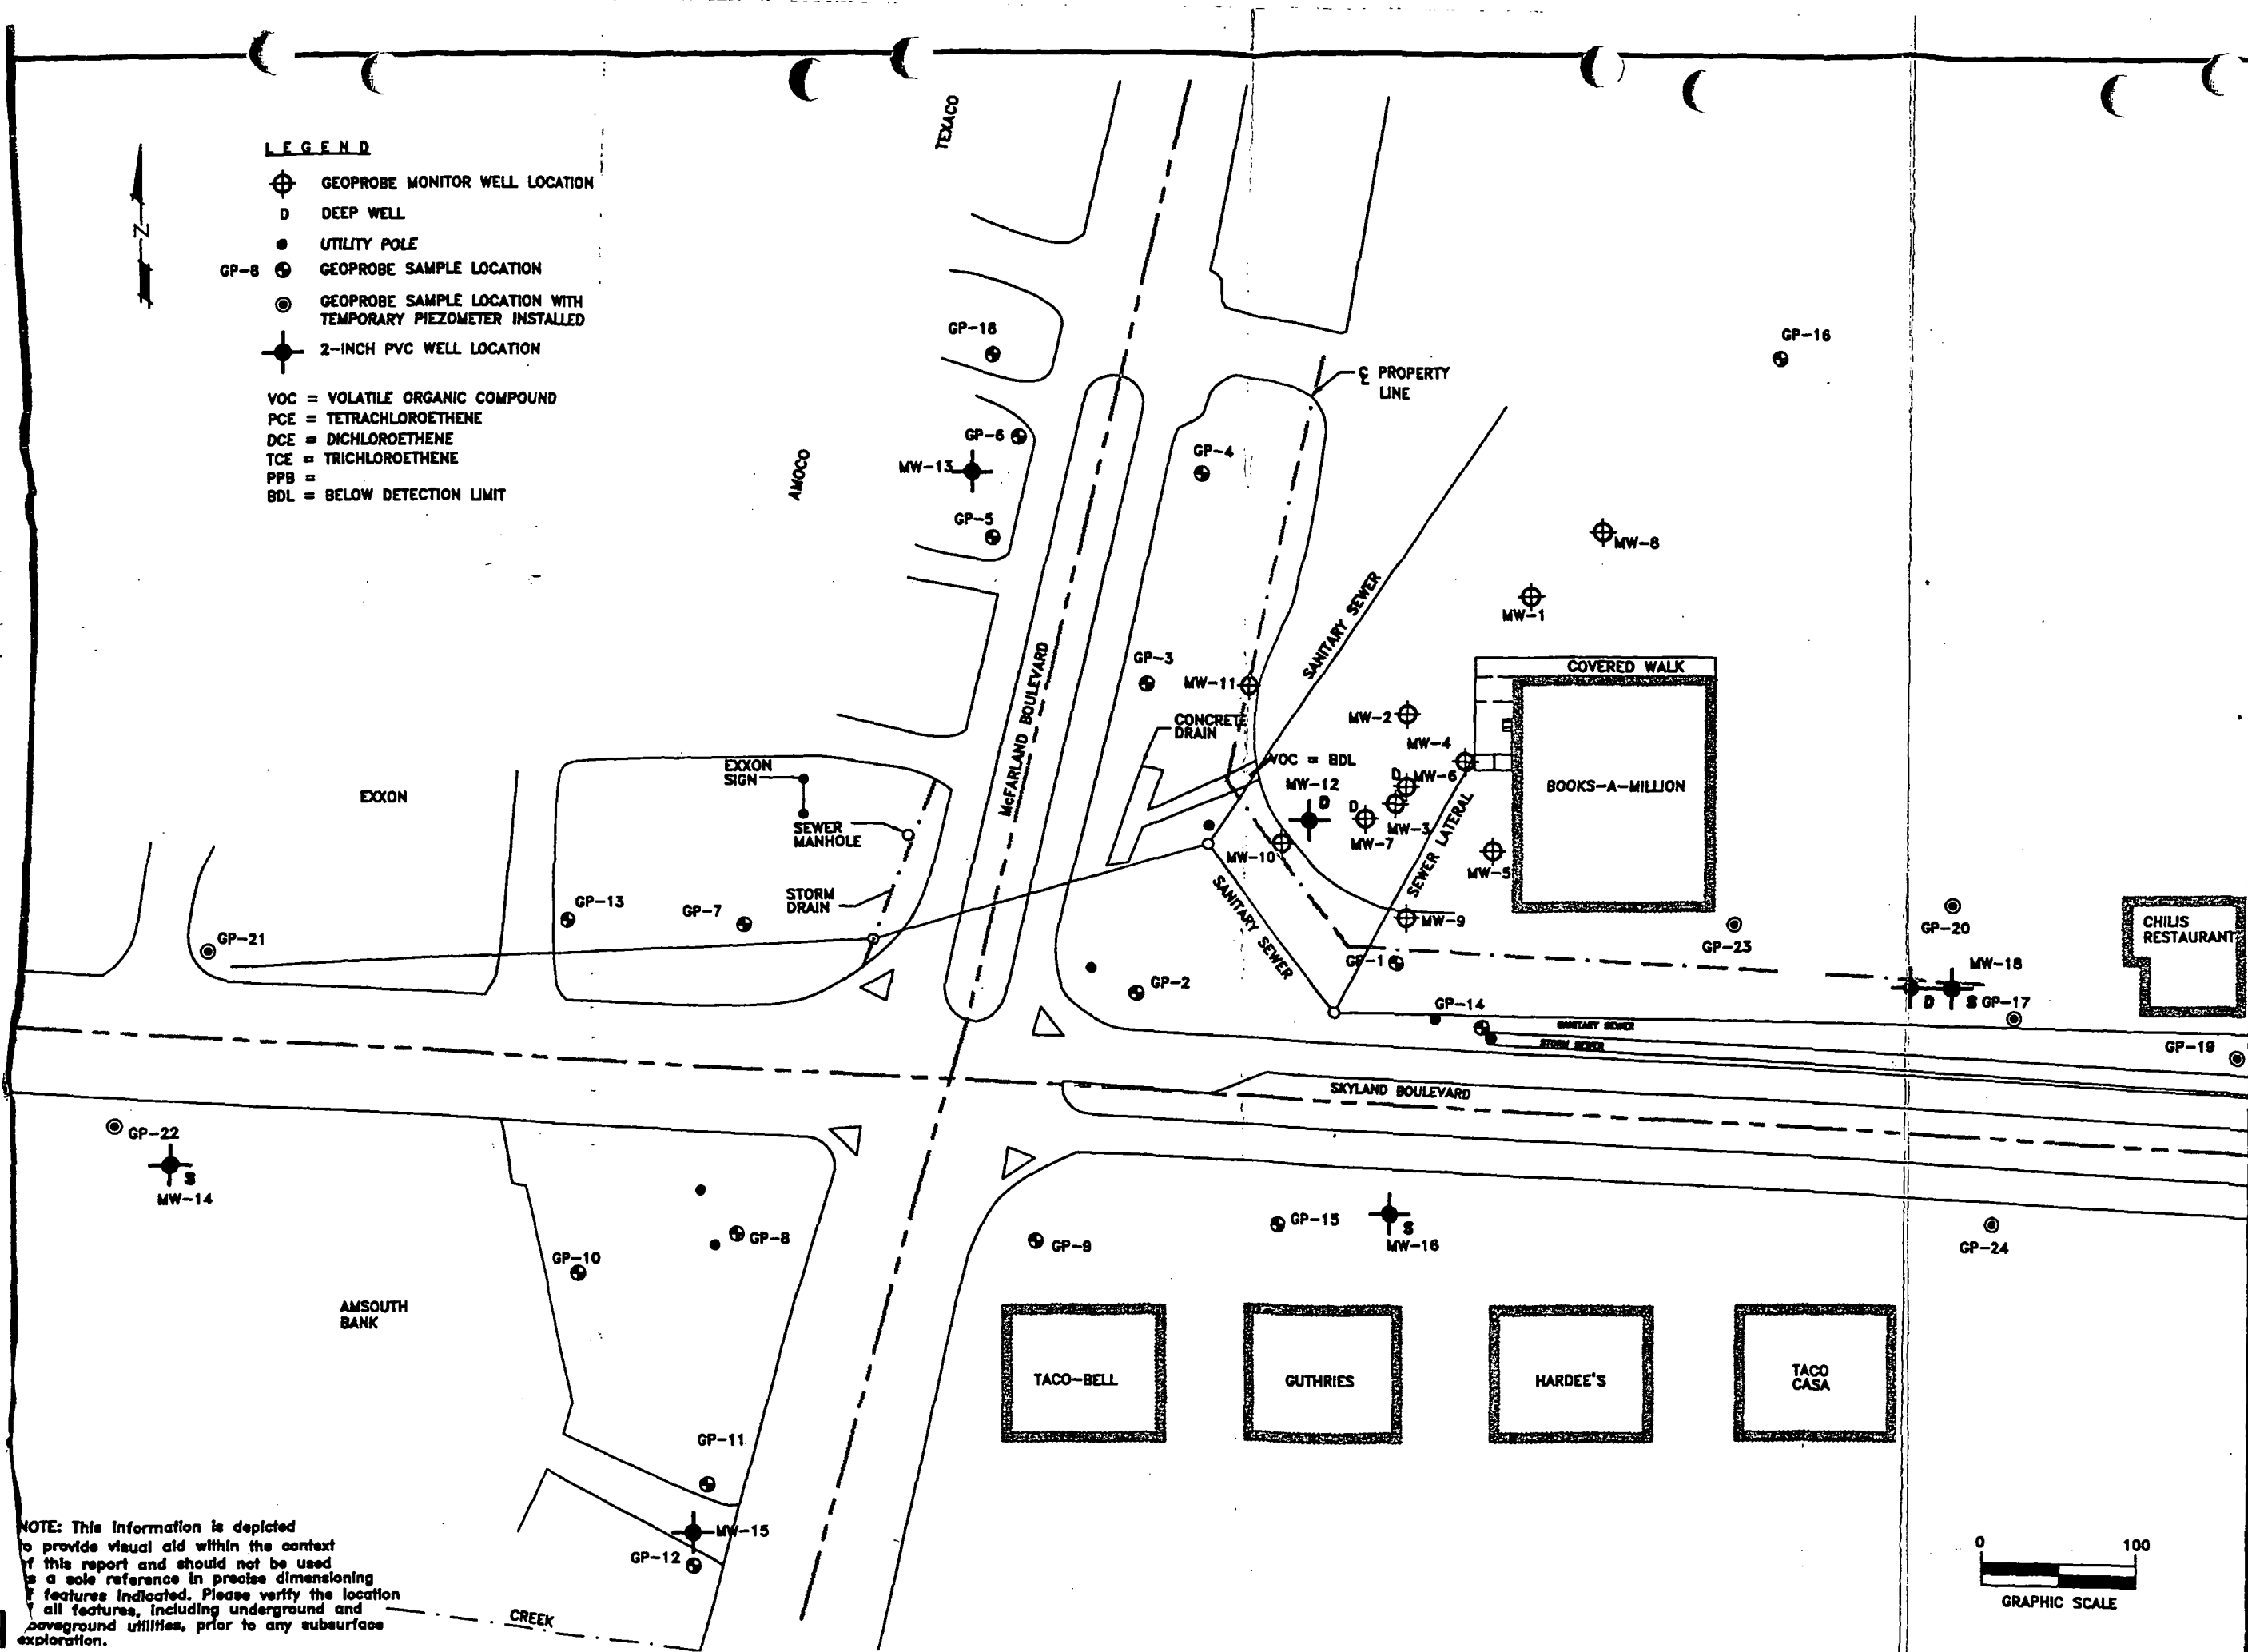 TEXACO
LEGEND
GEOPROBE MONITOR WELL LOCATION
D DEEP WELL
UTILITY POLE
GP-8 GEOPROBE SAMPLE LOCATION
GEOPROBE SAMPLE LOCATION WITH
TEMPORARY PIEZOMETER INSTALLED
2-INCH PVC WELL LOCATION
N
VOC = VOLATILE ORGANIC COMPOUND
PCE = TETRACHLOROETHENE
DCE = DICHLOROETHENE
TCE = TRICHLOROETHENE
PPB =
BDL = BELOW DETECTION LIMIT
GP-18
GP-16
℄ PROPERTY
LINE
GP-6
GP-4
MW-13
AMOCO
GP-5
MW-8
MW-1
SANITARY SEWER
McFARLAND BOULEVARD
GP-3
MW-11
COVERED WALK
CONCRETE
DRAIN
MW-2
MW-4
VOC = BDL
EXXON
SIGN
EXXON
MW-12
D
D MW-6
D
MW-3
MW-7
BOOKS-A-MILLION
SEWER
MANHOLE
MW-10
SEWER LATERAL
MW-5
STORM
DRAIN
SANITARY SEWER
GP-13
GP-7
MW-9
GP-21
GP-1
GP-23
GP-20
CHILIS
RESTAURANT
MW-18
D S
GP-17
GP-2
GP-14
SANITARY SEWER
STORM SEWER
GP-19
SKYLAND BOULEVARD
GP-22
S
MW-14
GP-8
GP-10
GP-9
GP-15
S
MW-16
GP-24
AMSOUTH
BANK
TACO-BELL
GUTHRIES
HARDEE'S
TACO
CASA
GP-11
MW-15
GP-12
CREEK
NOTE: This information is depicted
to provide visual aid within the context
of this report and should not be used
as a sole reference in precise dimensioning
features indicated. Please verify the location
all features, including underground and
aboveground utilities, prior to any subsurface
exploration.
0 100
GRAPHIC SCALE